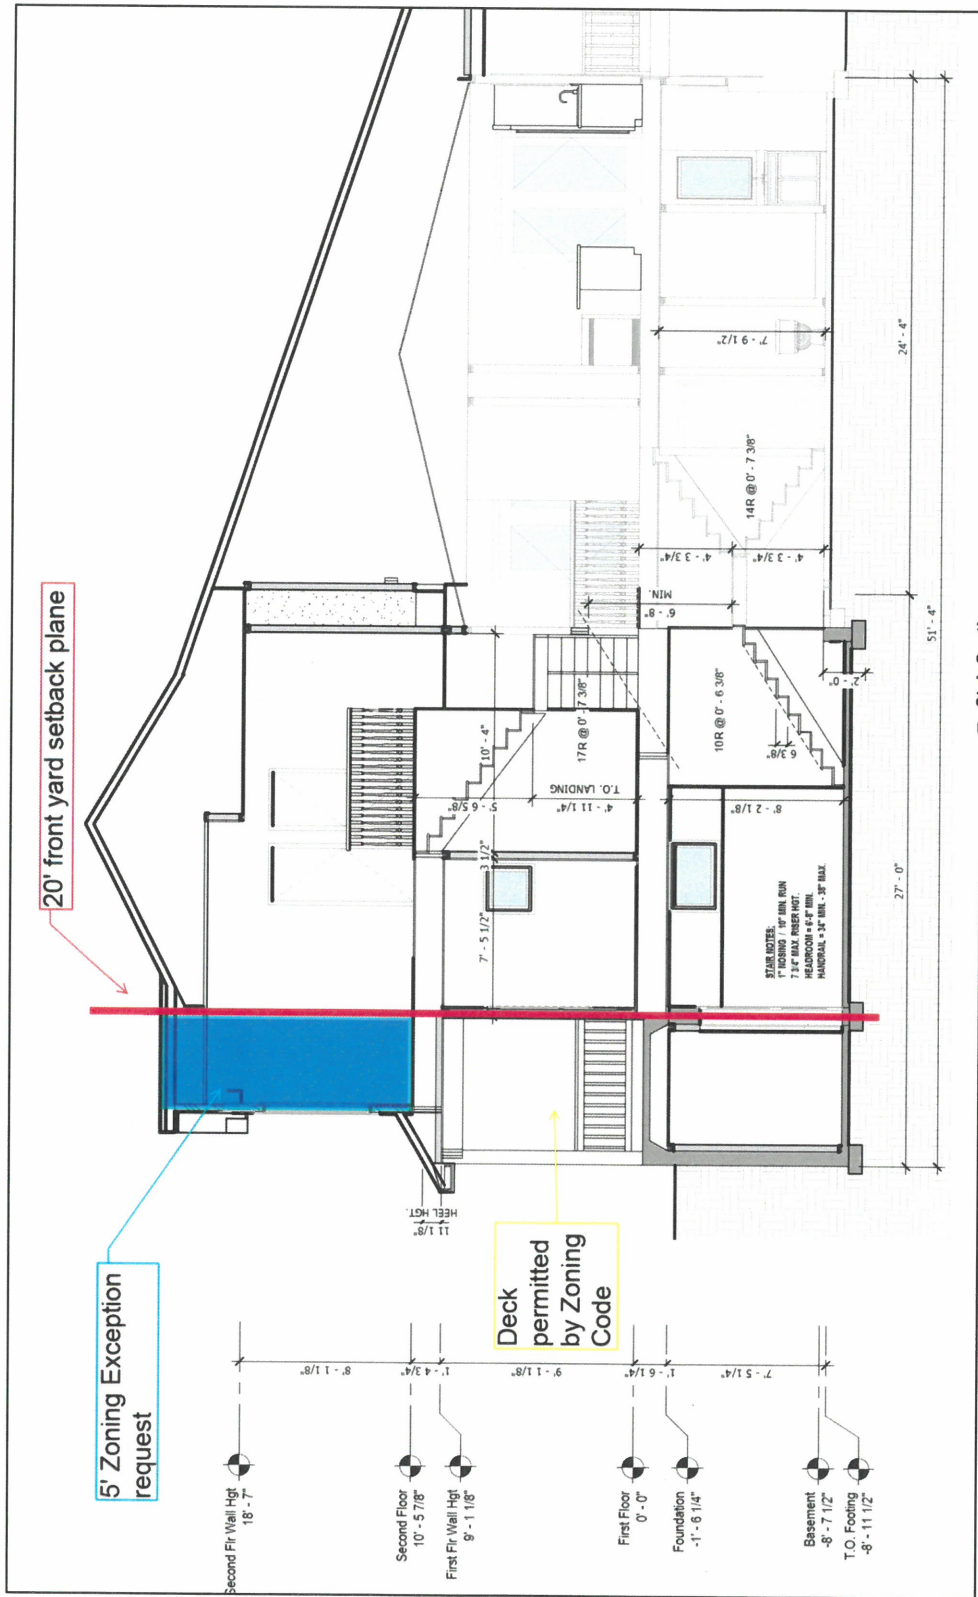 20' front yard setback plane
5' Zoning Exception
request
Deck
permitted
by Zoning
Code
Second Flr Wall Hgt
18' - 7"
Second Floor
10' - 5 7/8"
First Flr Wall Hgt
9' - 1 1/8"
First Floor
0' - 0"
Foundation
-1' - 6 1/4"
Basement
-8' - 7 1/2"
T.O. Footing
-8' - 11 1/2"
8' - 1 1/8"
1' - 4 3/4"
9' - 1 1/8"
1' - 6 1/4"
7' - 5 1/4"
11 1/8"
HEEL HGT.
7' - 5 1/2"
3 1/2"
10' - 4"
5' - 6 5/8"
4' - 11 1/4"
T.O. LANDING
17R @ 0' - 7 3/8"
6' - 8"
MIN.
4' - 3 3/4"
4' - 3 3/4"
14R @ 0' - 7 3/8"
7' - 9 1/2"
10R @ 0' - 6 3/8"
6 3/8"
2' - 0"
8' - 2 1/8"
STAIR NOTES:
1" NOSING / 10" MIN. RUN
7 3/4" MAX. RISER HGT.
HEADROOM = 6'-8" MIN.
HANDRAIL = 34" MIN. - 38" MAX.
27' - 0"
24' - 4"
51' - 4"